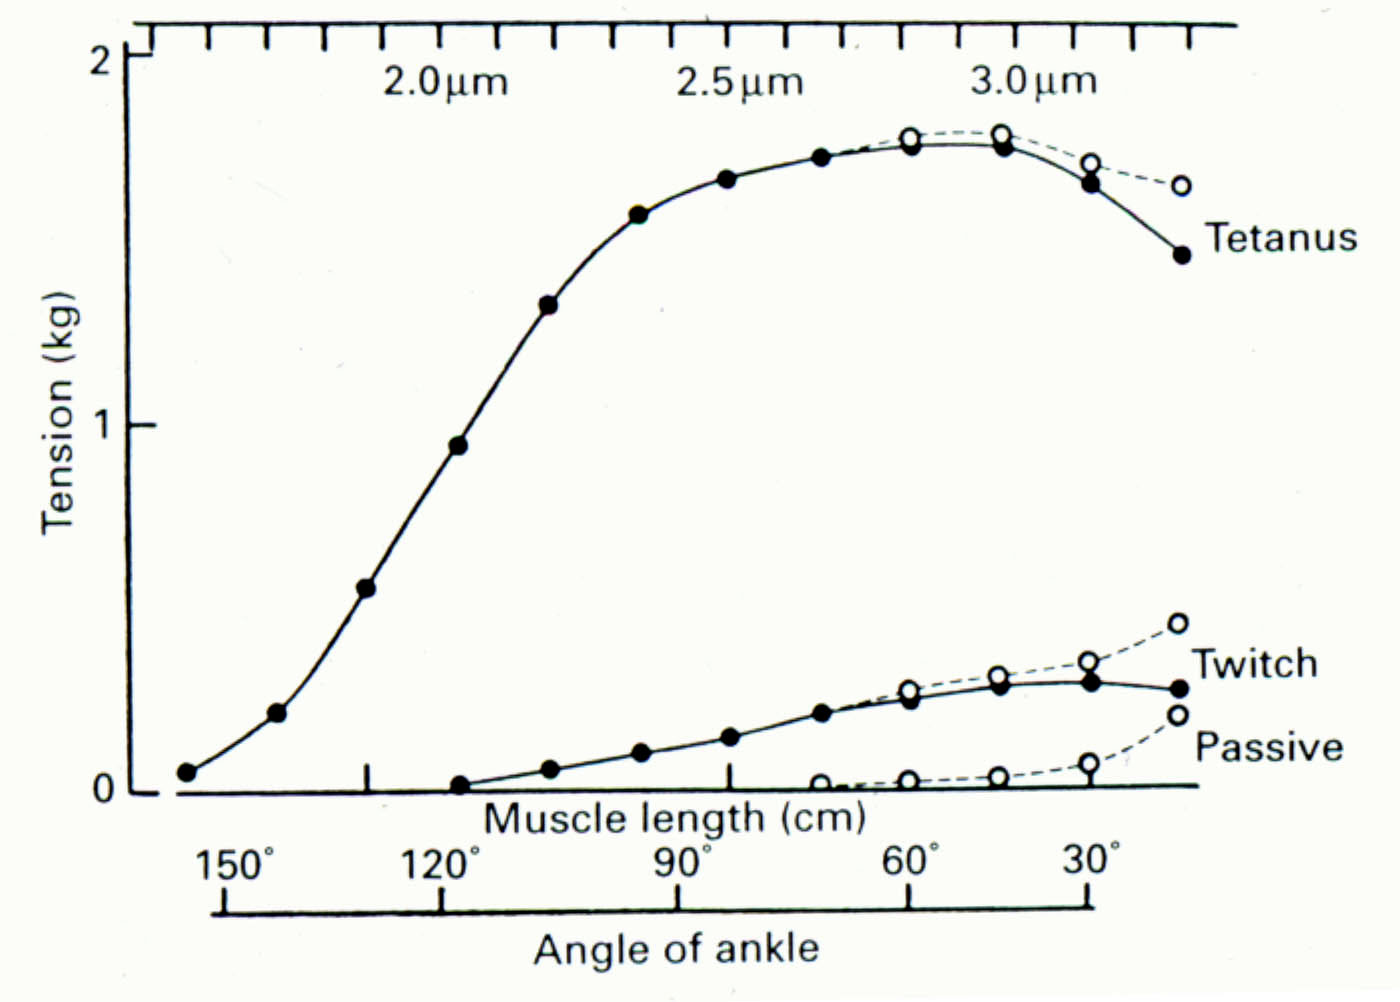 2
2.0μm 2.5μm 3.0μm
Tetanus
Tension (kg)
1
Twitch
Passive
0
Muscle length (cm)
150° 120° 90° 60° 30°
Angle of ankle